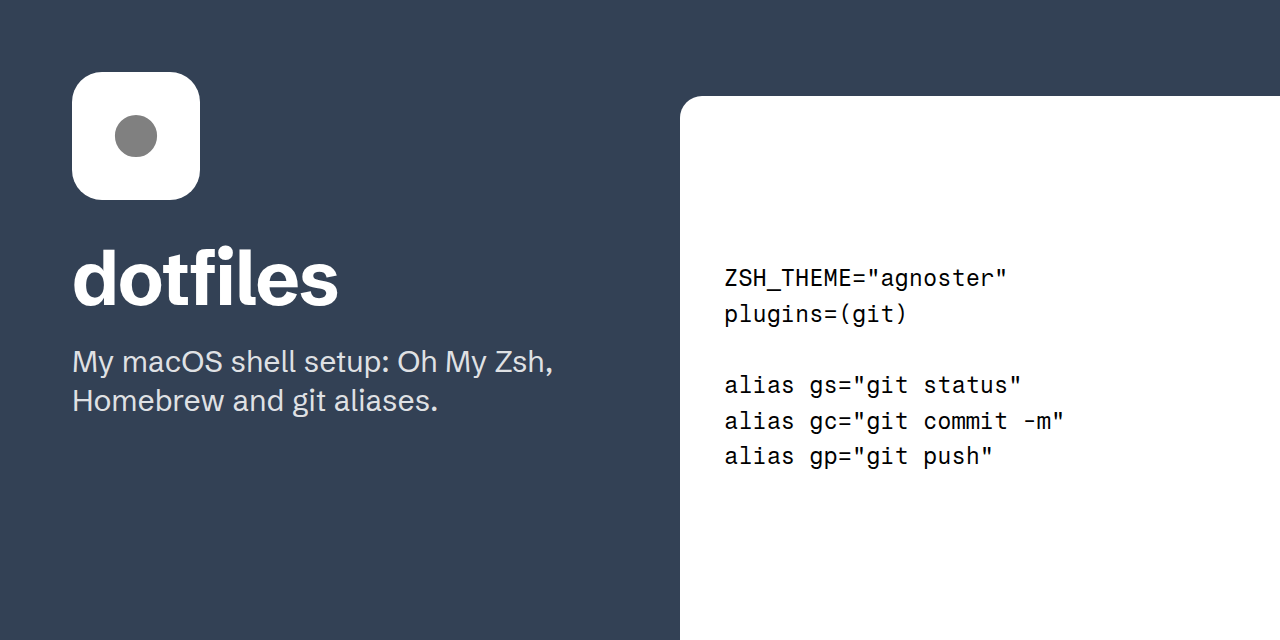 dotfiles
My macOS shell setup: Oh My Zsh,
Homebrew and git aliases.
ZSH_THEME="agnoster"
plugins=(git)
alias gs="git status"
alias gc="git commit -m"
alias gp="git push"